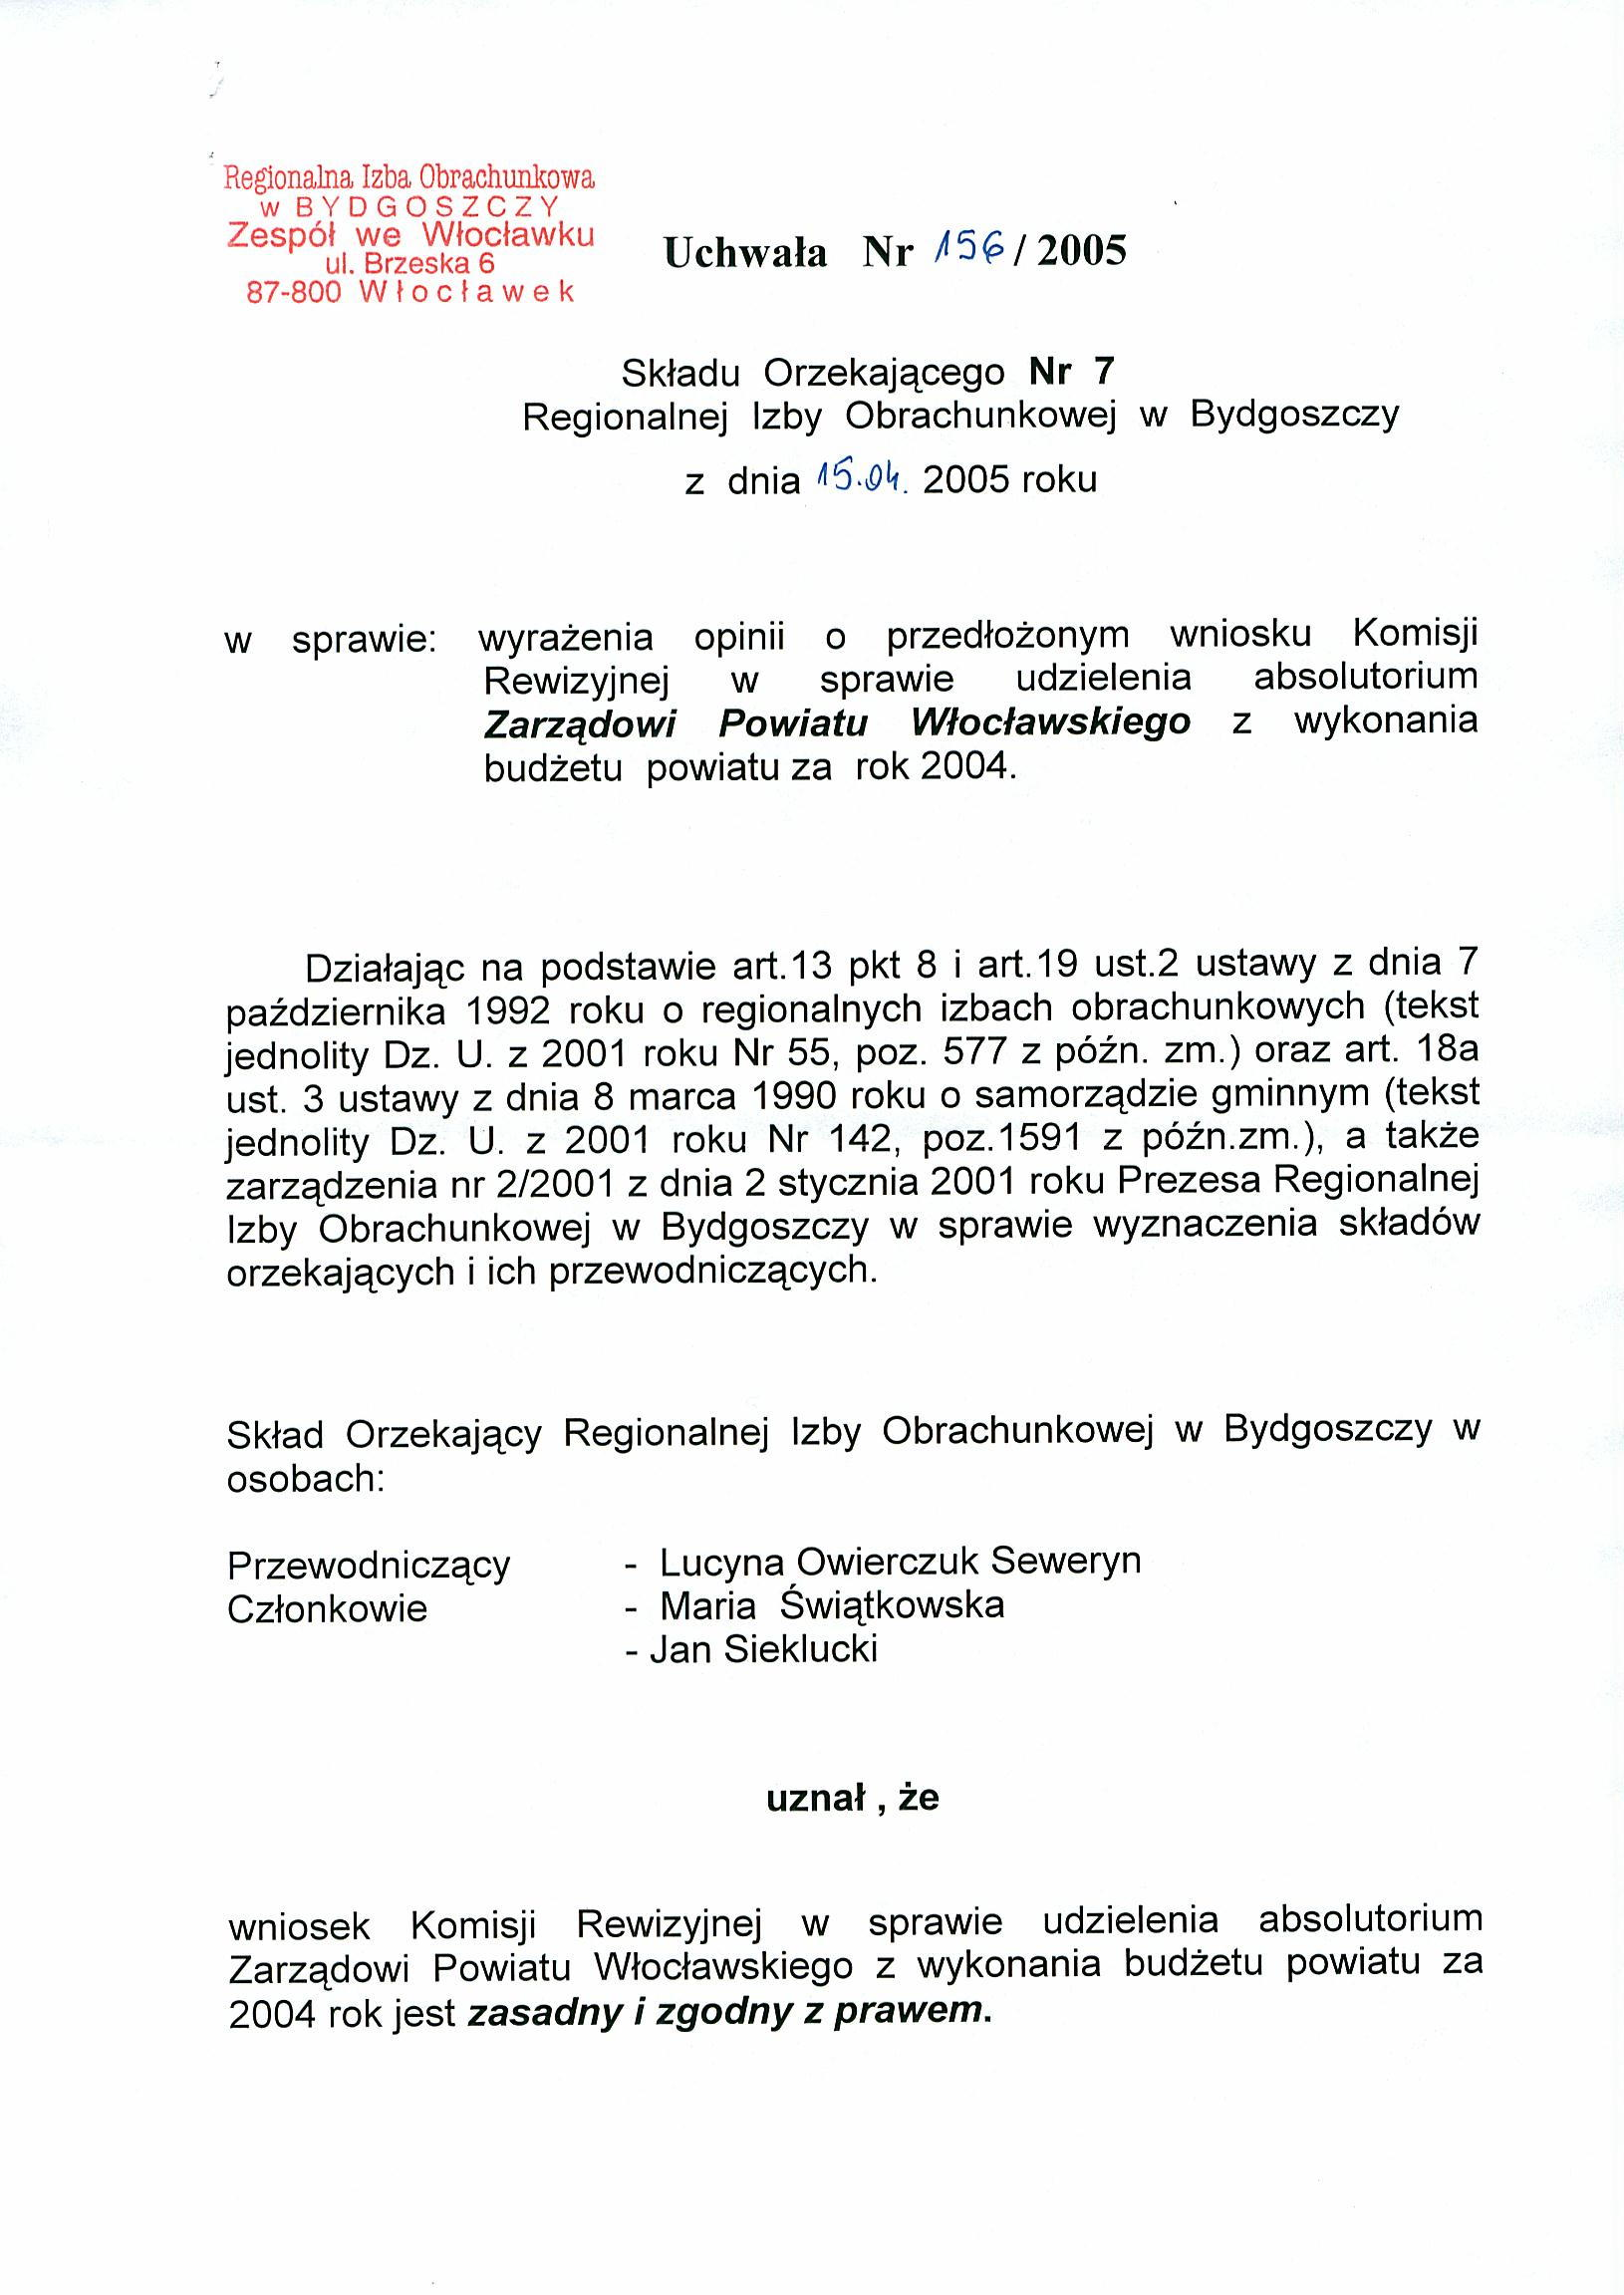 Regionalna Izba Obrachunkowa
w BYDGOSZCZY
Zespół we Włocławku
ul. Brzeska 6
87-800 Włocławek
Uchwała Nr 156 / 2005
Składu Orzekającego Nr 7
Regionalnej Izby Obrachunkowej w Bydgoszczy
z dnia 15.04. 2005 roku
w sprawie: wyrażenia opinii o przedłożonym wniosku Komisji
Rewizyjnej w sprawie udzielenia absolutorium
Zarządowi Powiatu Włocławskiego z wykonania
budżetu powiatu za rok 2004.
Działając na podstawie art.13 pkt 8 i art.19 ust.2 ustawy z dnia 7
października 1992 roku o regionalnych izbach obrachunkowych (tekst
jednolity Dz. U. z 2001 roku Nr 55, poz. 577 z późn. zm.) oraz art. 18a
ust. 3 ustawy z dnia 8 marca 1990 roku o samorządzie gminnym (tekst
jednolity Dz. U. z 2001 roku Nr 142, poz.1591 z późn.zm.), a także
zarządzenia nr 2/2001 z dnia 2 stycznia 2001 roku Prezesa Regionalnej
Izby Obrachunkowej w Bydgoszczy w sprawie wyznaczenia składów
orzekających i ich przewodniczących.
Skład Orzekający Regionalnej Izby Obrachunkowej w Bydgoszczy w
osobach:
Przewodniczący - Lucyna Owierczuk Seweryn
Członkowie - Maria Świątkowska
- Jan Sieklucki
uznał , że
wniosek Komisji Rewizyjnej w sprawie udzielenia absolutorium
Zarządowi Powiatu Włocławskiego z wykonania budżetu powiatu za
2004 rok jest zasadny i zgodny z prawem.